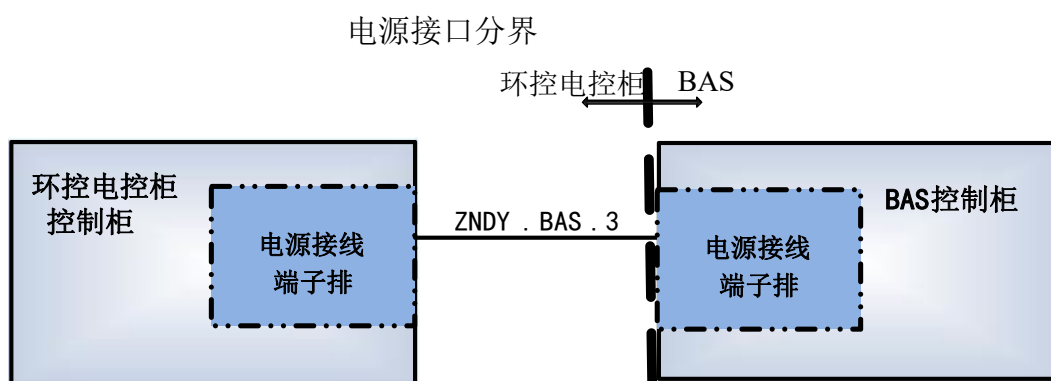 电源接口分界
环控电控柜 BAS
环控电控柜
控制柜
电源接线
端子排
ZNDY . BAS . 3
电源接线
端子排
BAS控制柜